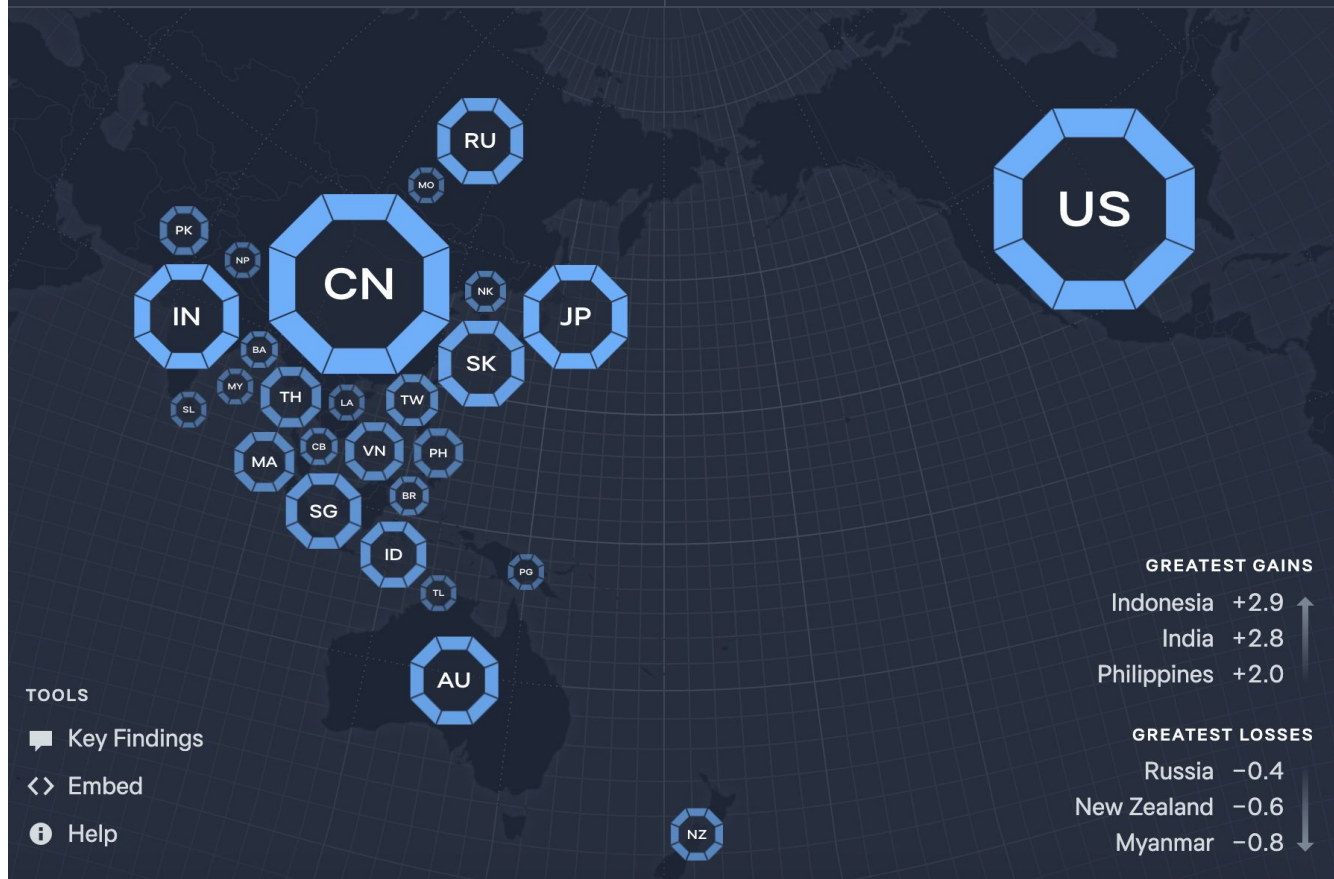 RU
MO
US
PK
NP
CN
NK
IN
JP
BA
SK
MY
TH
LA
TW
SL
CB
VN
PH
MA
BR
SG
ID
PG
TL
AU
NZ
TOOLS
Key Findings
Embed
Help
GREATEST GAINS
Indonesia +2.9
India +2.8
Philippines +2.0
GREATEST LOSSES
Russia −0.4
New Zealand −0.6
Myanmar −0.8